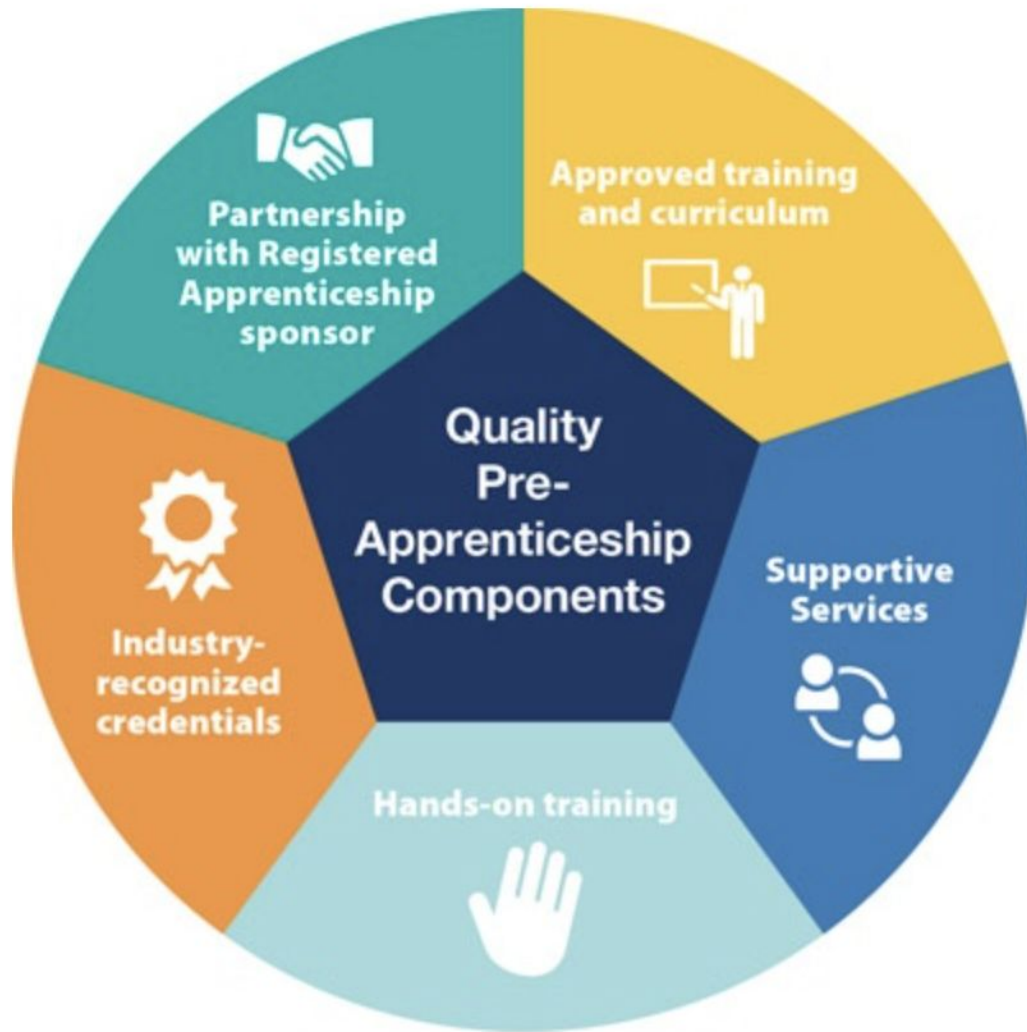 Partnership
with Registered
Apprenticeship
sponsor
Approved training
and curriculum
Quality
Pre-
Apprenticeship
Components
Supportive
Services
Industry-
recognized
credentials
Hands-on training